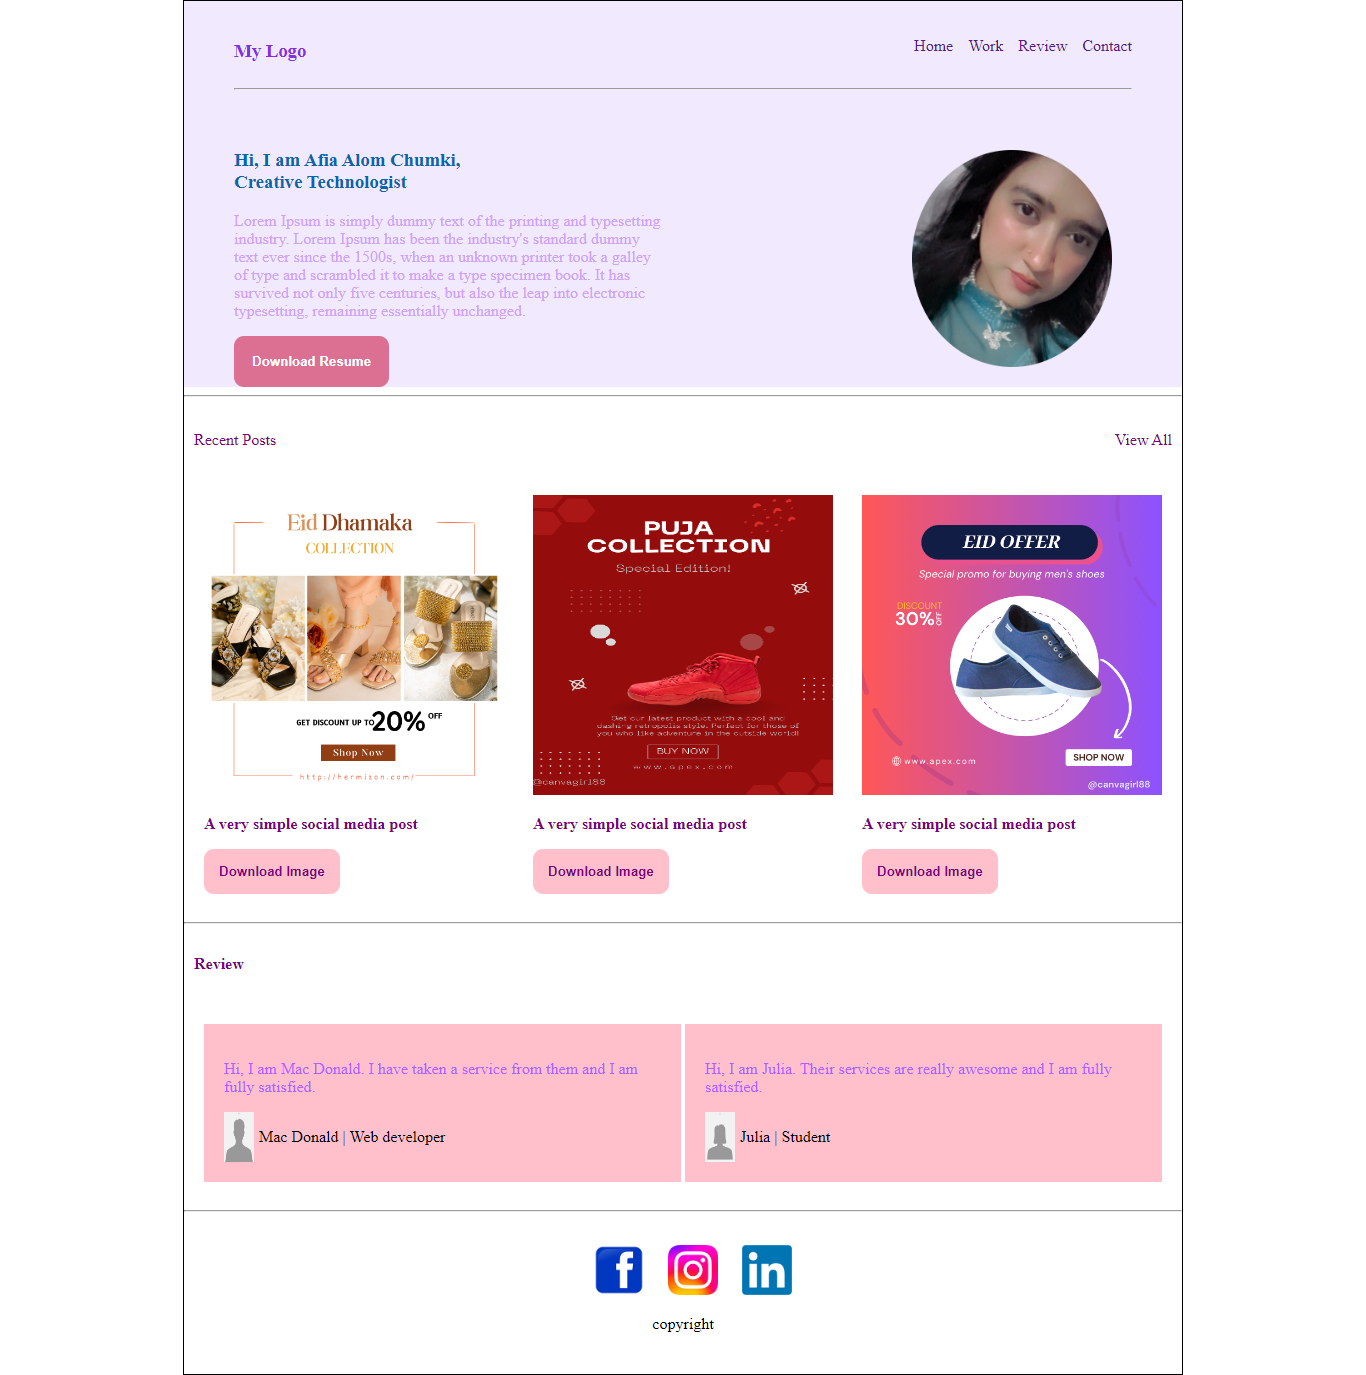 My Logo
Home Work Review Contact
Hi, I am Afia Alom Chumki,
Creative Technologist
Lorem Ipsum is simply dummy text of the printing and typesetting
industry. Lorem Ipsum has been the industry's standard dummy
text ever since the 1500s, when an unknown printer took a galley
of type and scrambled it to make a type specimen book. It has
survived not only five centuries, but also the leap into electronic
typesetting, remaining essentially unchanged.
Download Resume
Recent Posts
View All
Eid Dhamaka
COLLECTION
GET DISCOUNT UP TO 20% OFF
Shop Now
http://hermison.com/
PUJA
COLLECTION
Special Edition!
Get our latest product with a cool and
dashing retropolis style. Perfect for those of
you who like adventure in the outside world!
BUY NOW
www.apex.com
@canvagirl88
EID OFFER
Special promo for buying men's shoes
DISCOUNT
30% OFF
SHOP NOW
www.apex.com
@canvagirl88
A very simple social media post
A very simple social media post
A very simple social media post
Download Image
Download Image
Download Image
Review
Hi, I am Mac Donald. I have taken a service from them and I am
fully satisfied.
Mac Donald | Web developer
Hi, I am Julia. Their services are really awesome and I am fully
satisfied.
Julia | Student
f
in
copyright